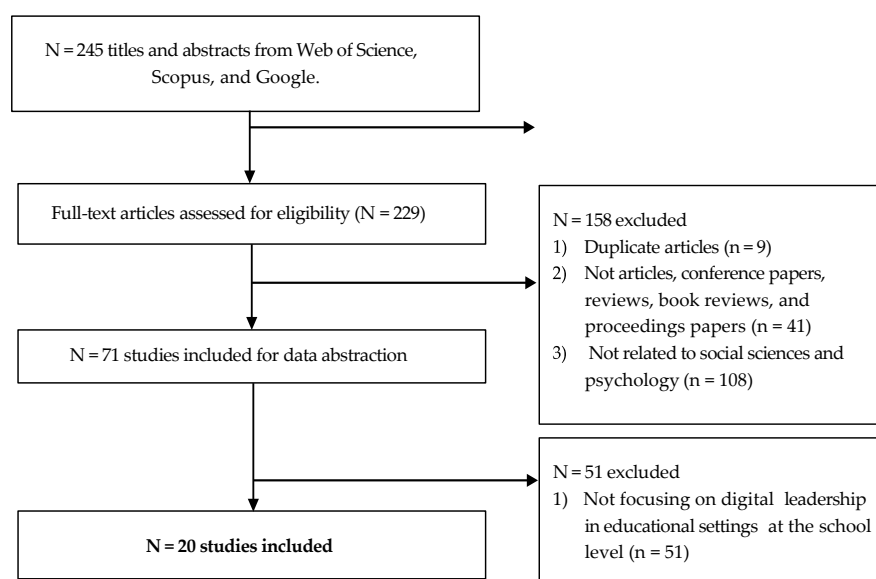 N = 245 titles and abstracts from Web of Science,
Scopus, and Google.
Full-text articles assessed for eligibility (N = 229)
N = 158 excluded
1) Duplicate articles (n = 9)
2) Not articles, conference papers,
reviews, book reviews, and
proceedings papers (n = 41)
3) Not related to social sciences and
psychology (n = 108)
N = 71 studies included for data abstraction
N = 51 excluded
1) Not focusing on digital leadership
in educational settings at the school
level (n = 51)
N = 20 studies included